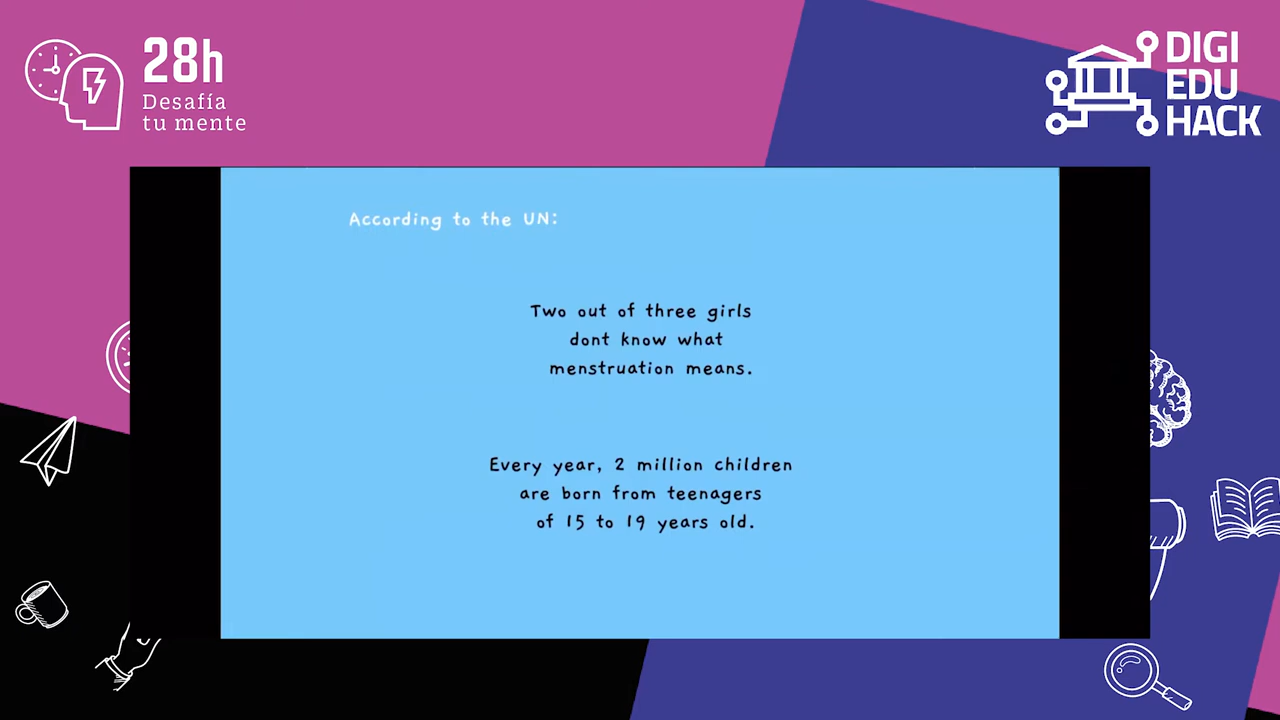 28h
Desafía
tu mente
DIGI
EDU
HACK
According to the UN:
Two out of three girls
dont know what
menstruation means.
Every year, 2 million children
are born from teenagers
of 15 to 19 years old.